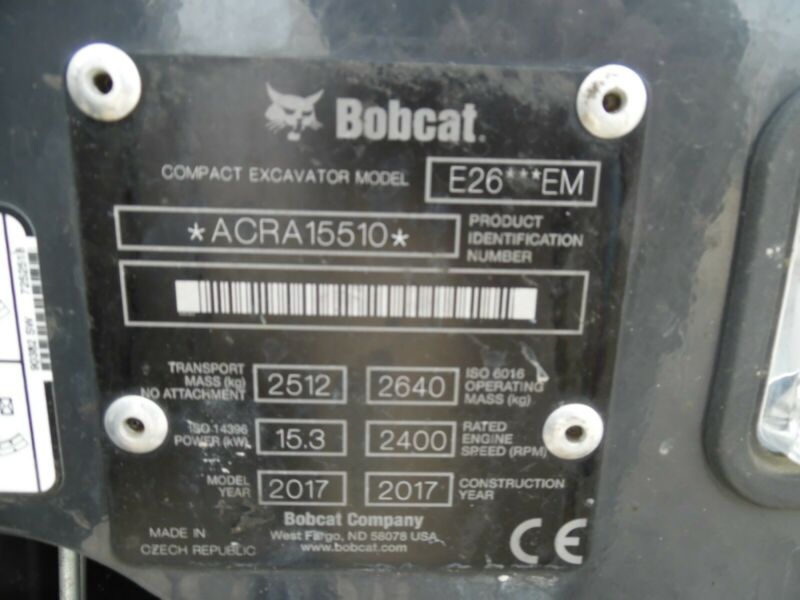 Bobcat.
COMPACT EXCAVATOR MODEL E26***EM
*ACRA15510* PRODUCT
IDENTIFICATION
NUMBER
TRANSPORT
MASS (kg)
NO ATTACHMENT 2512 2640 ISO 6016
OPERATING
MASS (kg)
ISO 14396
POWER (kW) 15.3 2400 RATED
ENGINE
SPEED (RPM)
MODEL
YEAR 2017 2017 CONSTRUCTION
YEAR
Bobcat Company
West Fargo, ND 58078 USA
www.bobcat.com
MADE IN
CZECH REPUBLIC
CE